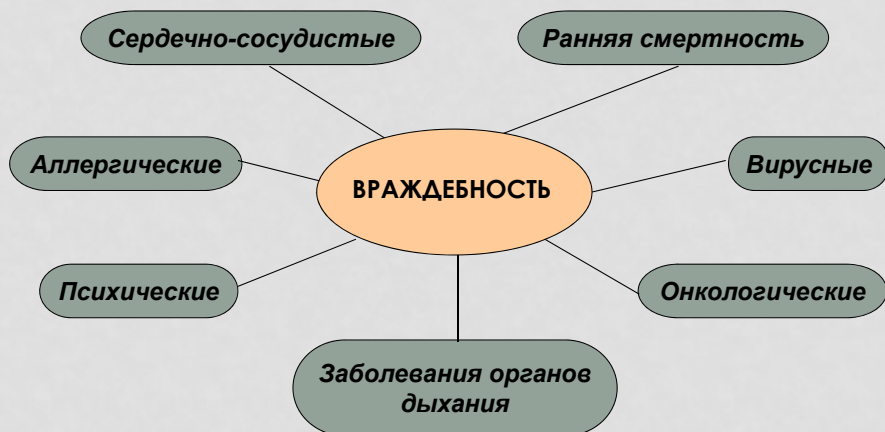 Сердечно-сосудистые
Ранняя смертность
Аллергические
ВРАЖДЕБНОСТЬ
Вирусные
Психические
Онкологические
Заболевания органов
дыхания